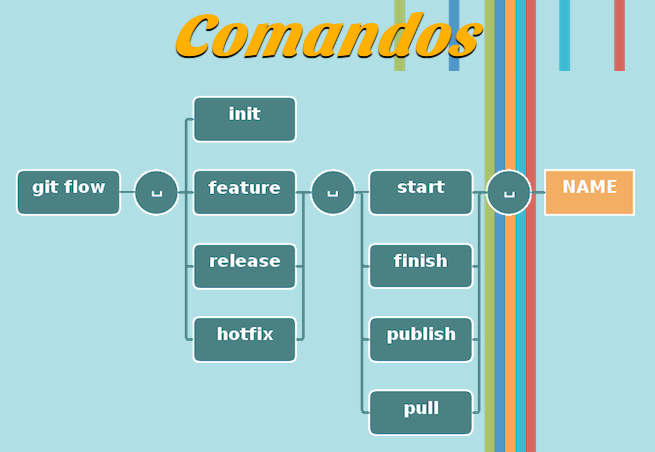 Comandos
init
git flow ␣ feature ␣ start ␣ NAME
release finish
hotfix publish
pull